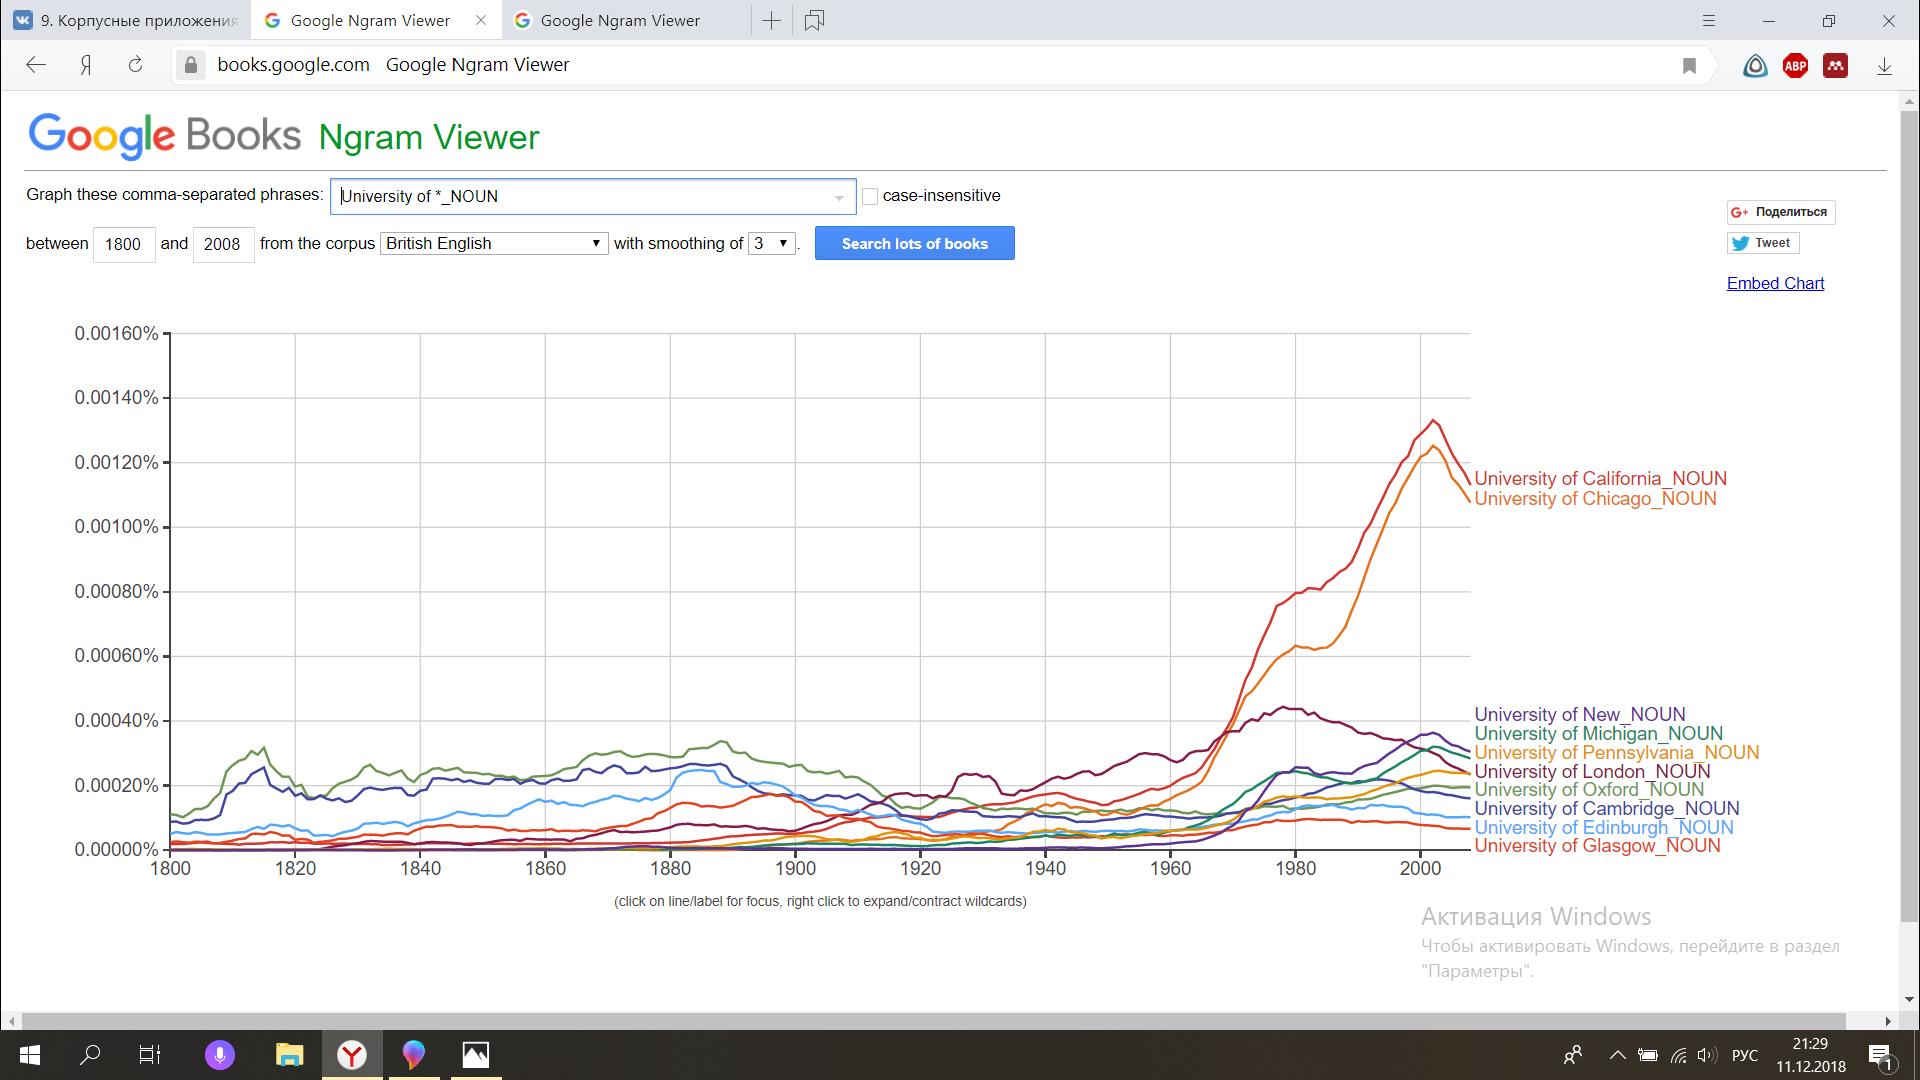 9. Корпусные приложения
Google Ngram Viewer
Google Ngram Viewer
books.google.com Google Ngram Viewer
ABP
Google Books Ngram Viewer
Graph these comma-separated phrases: University of *_NOUN case-insensitive
between 1800 and 2008 from the corpus British English with smoothing of 3 . Search lots of books
G+ Поделиться
Tweet
Embed Chart
0.00160%
0.00140%
0.00120%
0.00100%
0.00080%
0.00060%
0.00040%
0.00020%
0.00000%
1800 1820 1840 1860 1880 1900 1920 1940 1960 1980 2000
University of California_NOUN
University of Chicago_NOUN
University of New_NOUN
University of Michigan_NOUN
University of Pennsylvania_NOUN
University of London_NOUN
University of Oxford_NOUN
University of Cambridge_NOUN
University of Edinburgh_NOUN
University of Glasgow_NOUN
(click on line/label for focus, right click to expand/contract wildcards)
Активация Windows
Чтобы активировать Windows, перейдите в раздел
"Параметры".
РУС
21:29
11.12.2018
1